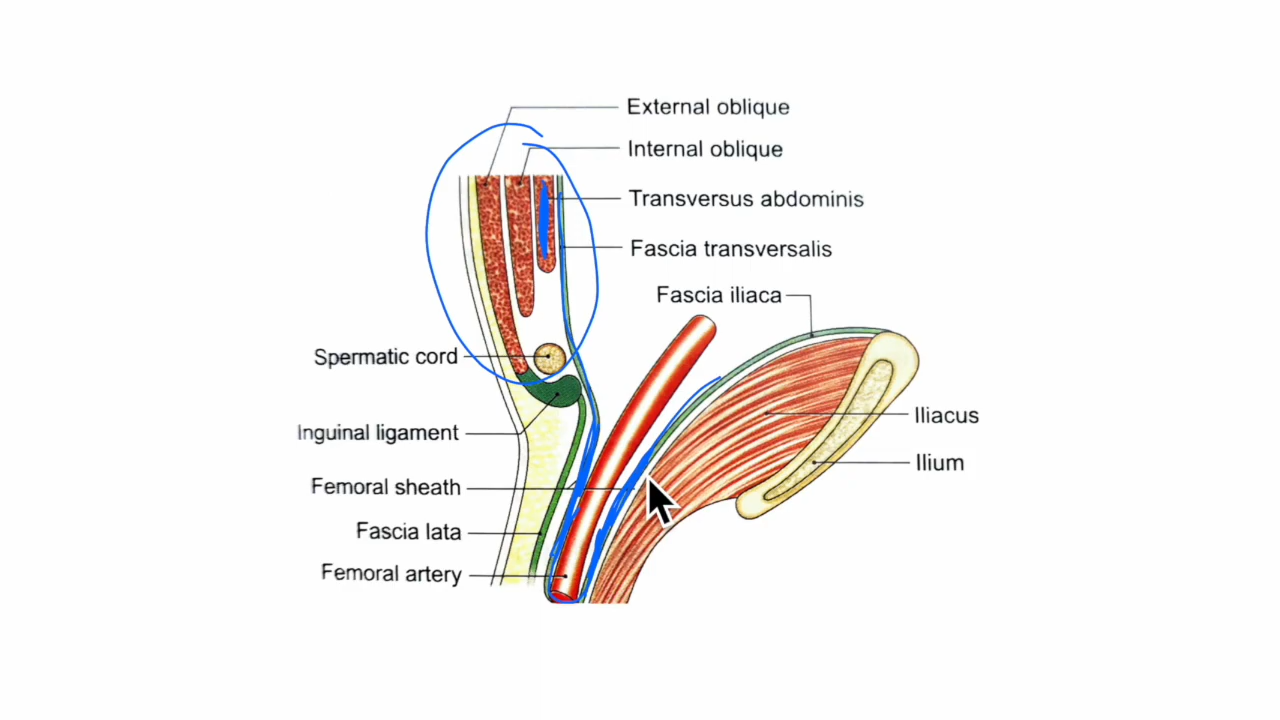 External oblique
Internal oblique
Transversus abdominis
Fascia transversalis
Fascia iliaca
Spermatic cord
Iliacus
Inguinal ligament
Ilium
Femoral sheath
Fascia lata
Femoral artery